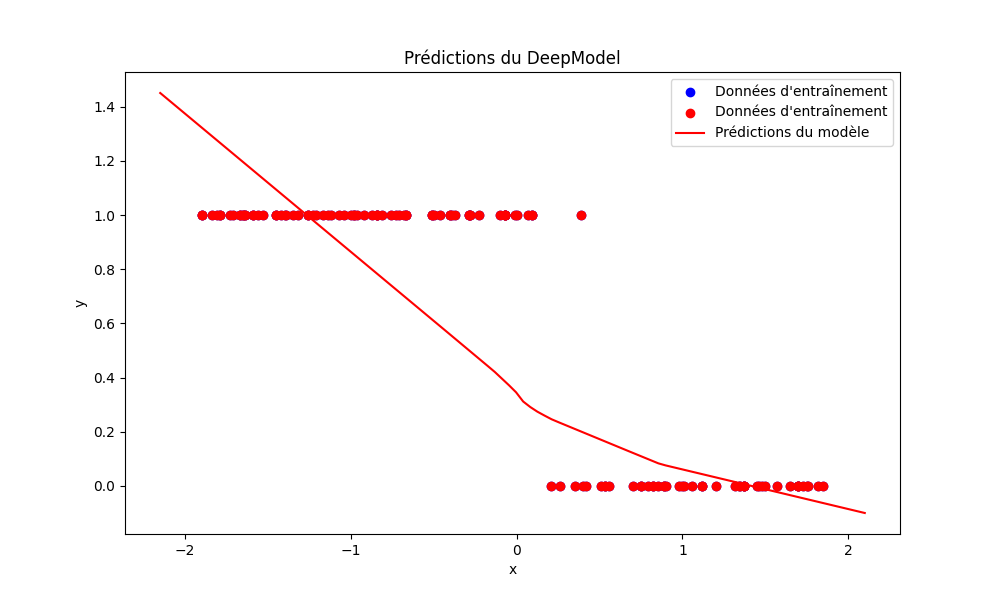 Prédictions du DeepModel
Données d'entraînement
Données d'entraînement
Prédictions du modèle
1.4
1.2
1.0
0.8
0.6
0.4
0.2
0.0
y
−2
−1
0
1
2
x